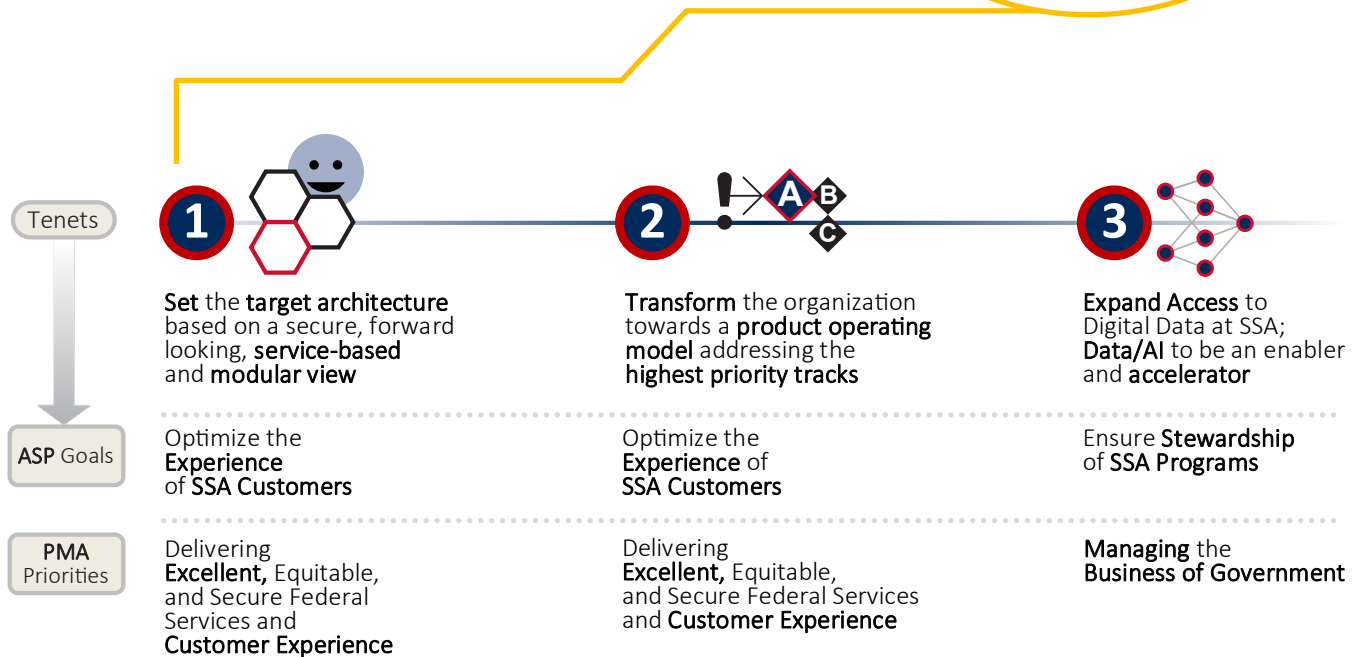 Tenets
1
2
A
B
C
3
Set the target architecture
based on a secure, forward
looking, service-based
and modular view
Transform the organization
towards a product operating
model addressing the
highest priority tracks
Expand Access to
Digital Data at SSA;
Data/AI to be an enabler
and accelerator
ASP Goals
Optimize the
Experience
of SSA Customers
Optimize the
Experience of
SSA Customers
Ensure Stewardship
of SSA Programs
PMA
Priorities
Delivering
Excellent, Equitable,
and Secure Federal
Services and
Customer Experience
Delivering
Excellent, Equitable,
and Secure Federal Services
and Customer Experience
Managing the
Business of Government